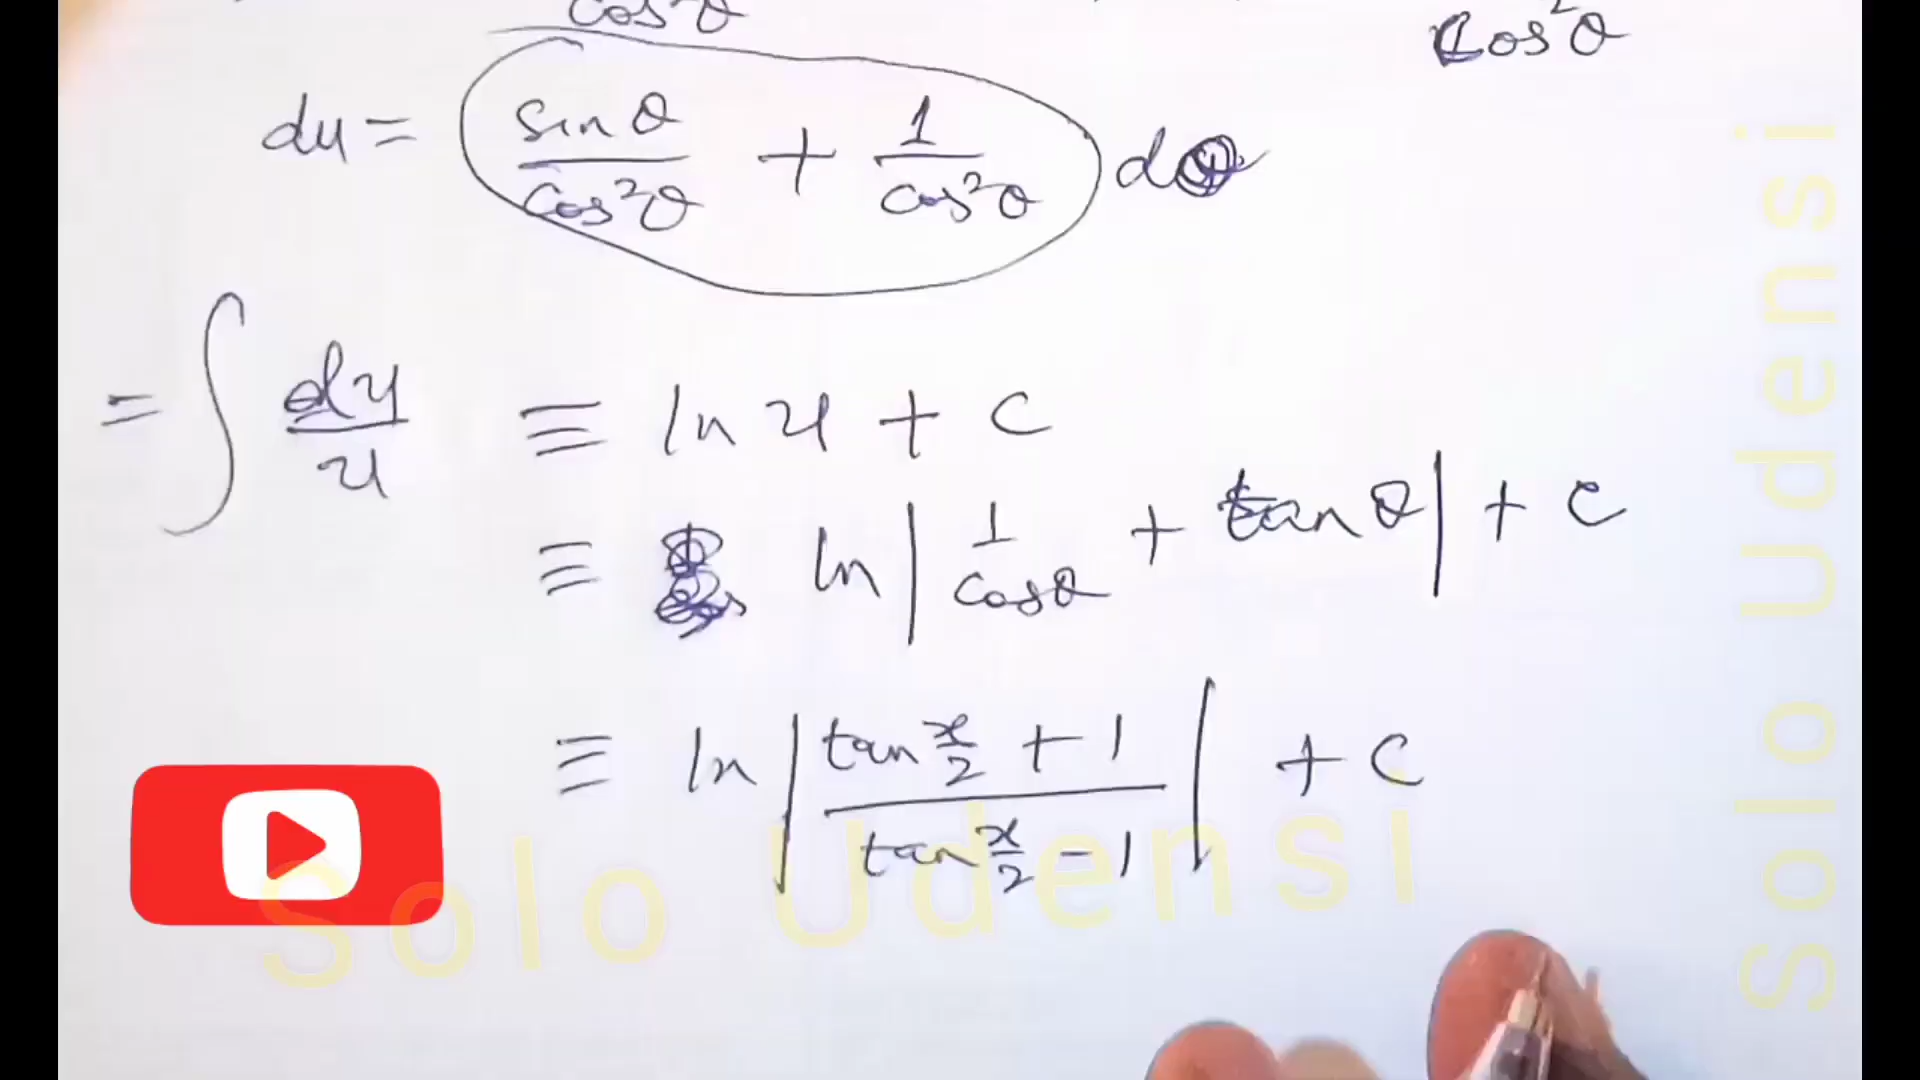 cos²θ
cos²θ
du = ( sinθ/cos²θ + 1/cos²θ ) dθ
= ∫ du/u ≡ ln u + c
≡ ln | 1/cosθ + tanθ | + c
≡ ln | (tan x/2 + 1)/(tan x/2 - 1) | + c
Solo Udensi
Solo Udensi